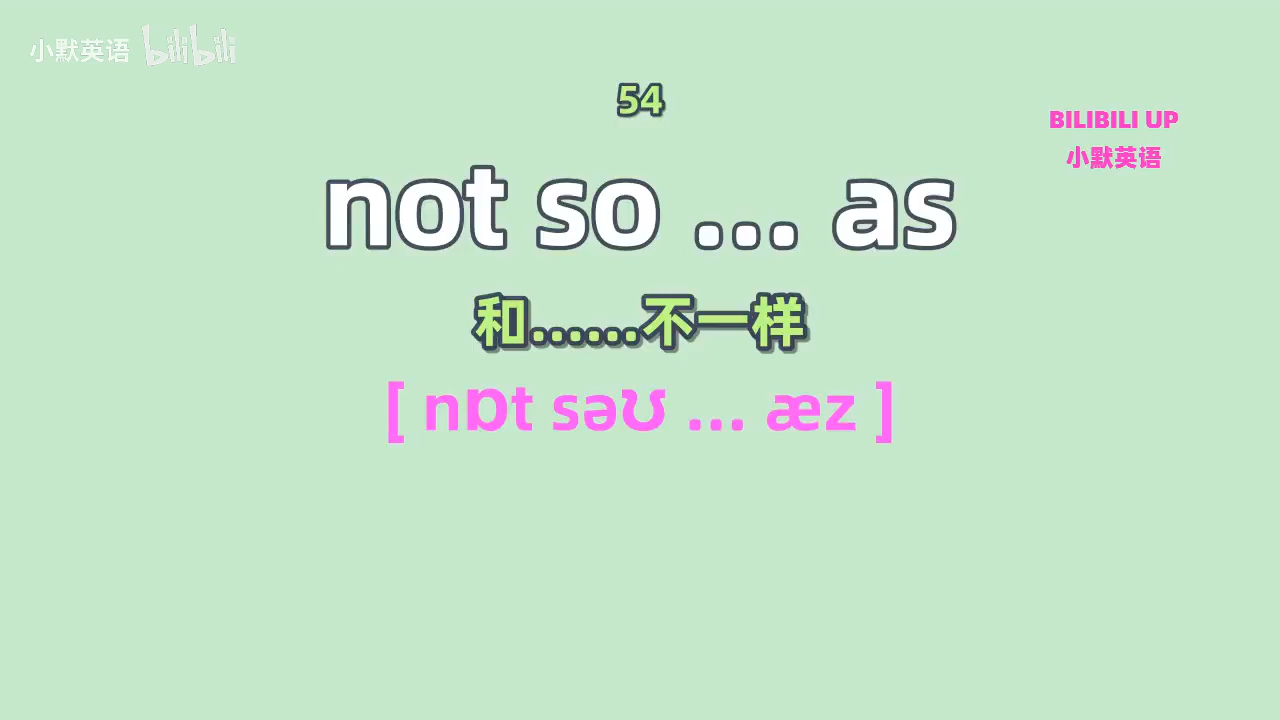 小默英语 bilibili
54
BILIBILI UP
小默英语
not so ... as
和......不一样
[ nɒt səʊ ... æz ]